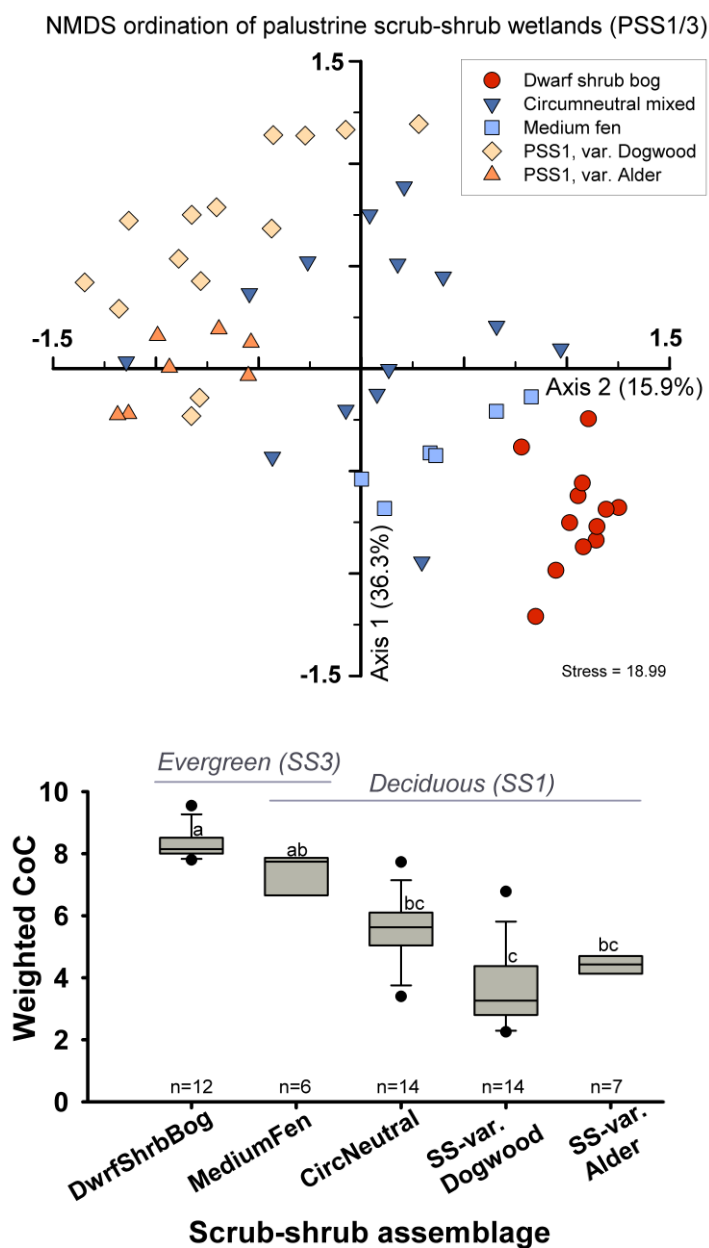 NMDS ordination of palustrine scrub-shrub wetlands (PSS1/3)
1.5
Dwarf shrub bog
Circumneutral mixed
Medium fen
PSS1, var. Dogwood
PSS1, var. Alder
-1.5
1.5
Axis 2 (15.9%)
Axis 1 (36.3%)
-1.5
Stress = 18.99
Evergreen (SS3)
Deciduous (SS1)
Weighted CoC
10
8
6
4
2
0
a
ab
bc
c
bc
n=12
n=6
n=14
n=14
n=7
DwrfShrbBog
MediumFen
CircNeutral
SS-var.
Dogwood
SS-var.
Alder
Scrub-shrub assemblage